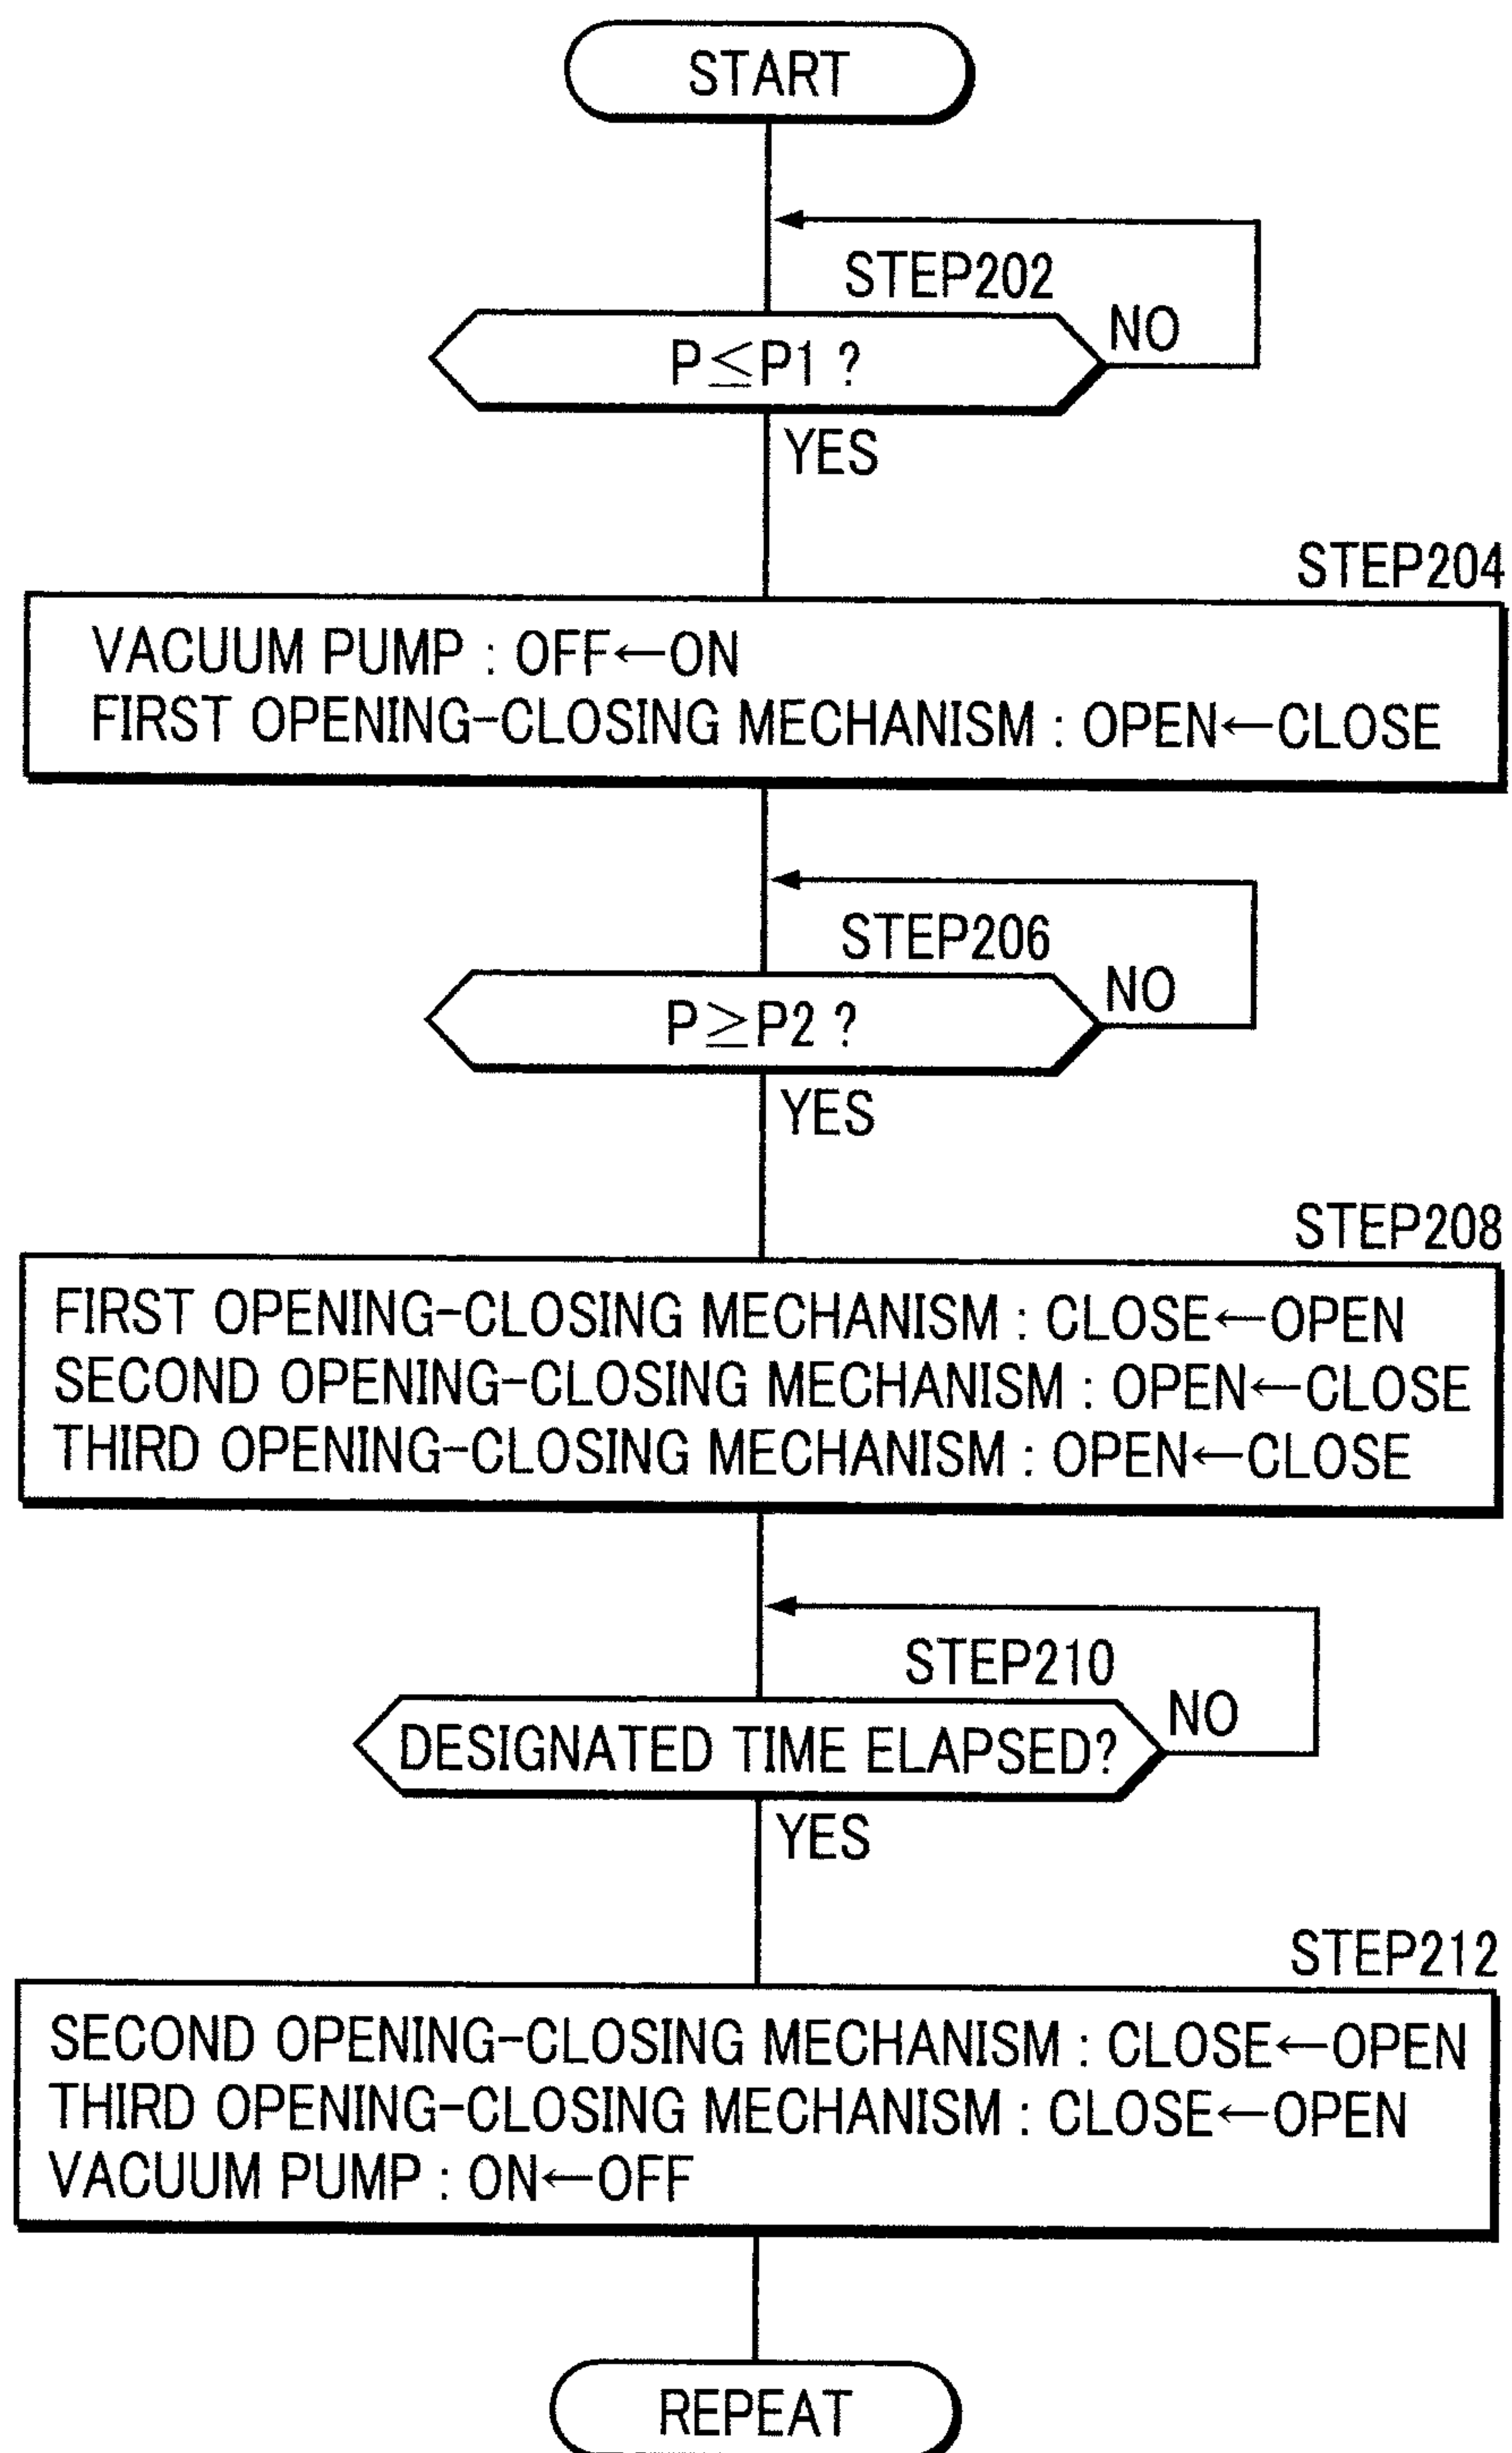 START
STEP202
P≦P1 ?
NO
YES
STEP204
VACUUM PUMP : OFF←ON
FIRST OPENING-CLOSING MECHANISM : OPEN←CLOSE
STEP206
P≧P2 ?
NO
YES
STEP208
FIRST OPENING-CLOSING MECHANISM : CLOSE←OPEN
SECOND OPENING-CLOSING MECHANISM : OPEN←CLOSE
THIRD OPENING-CLOSING MECHANISM : OPEN←CLOSE
STEP210
DESIGNATED TIME ELAPSED?
NO
YES
STEP212
SECOND OPENING-CLOSING MECHANISM : CLOSE←OPEN
THIRD OPENING-CLOSING MECHANISM : CLOSE←OPEN
VACUUM PUMP : ON←OFF
REPEAT